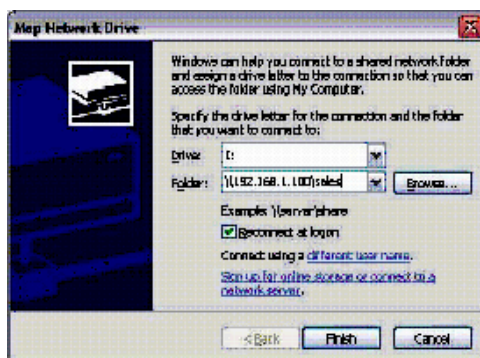 Map Network Drive
Windows can help you connect to a shared network folder
and assign a drive letter to the connection so that you can
access the folder using My Computer.
Specify the drive letter for the connection and the folder
that you want to connect to:
Drive:
Folder: \\192.168.1.100\sales Browse...
Example: \\server\share
Reconnect at logon
Connect using a different user name.
Sign up for online storage or connect to a
network server.
< Back Finish Cancel